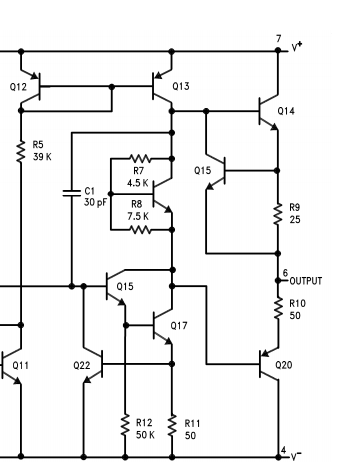 7
V+
Q12
Q13
Q14
R5
39 K
Q15
R7
4.5 K
C1
30 pF
R8
7.5 K
R9
25
6
OUTPUT
Q15
R10
50
Q17
Q11
Q22
Q20
R12
50 K
R11
50
4
V-